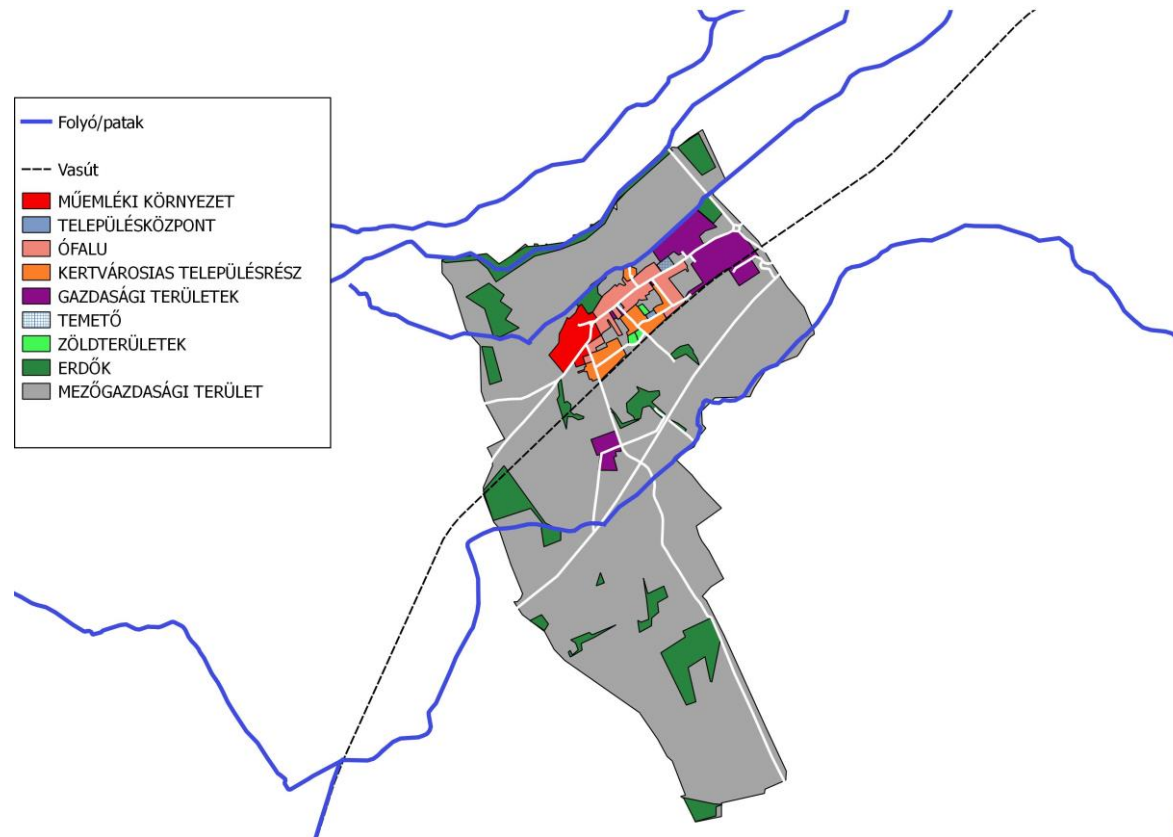 Folyó/patak
Vasút
MŰEMLÉKI KÖRNYEZET
TELEPÜLÉSKÖZPONT
ÓFALU
KERTVÁROSIAS TELEPÜLÉSRÉSZ
GAZDASÁGI TERÜLETEK
TEMETŐ
ZÖLDTERÜLETEK
ERDŐK
MEZŐGAZDASÁGI TERÜLET